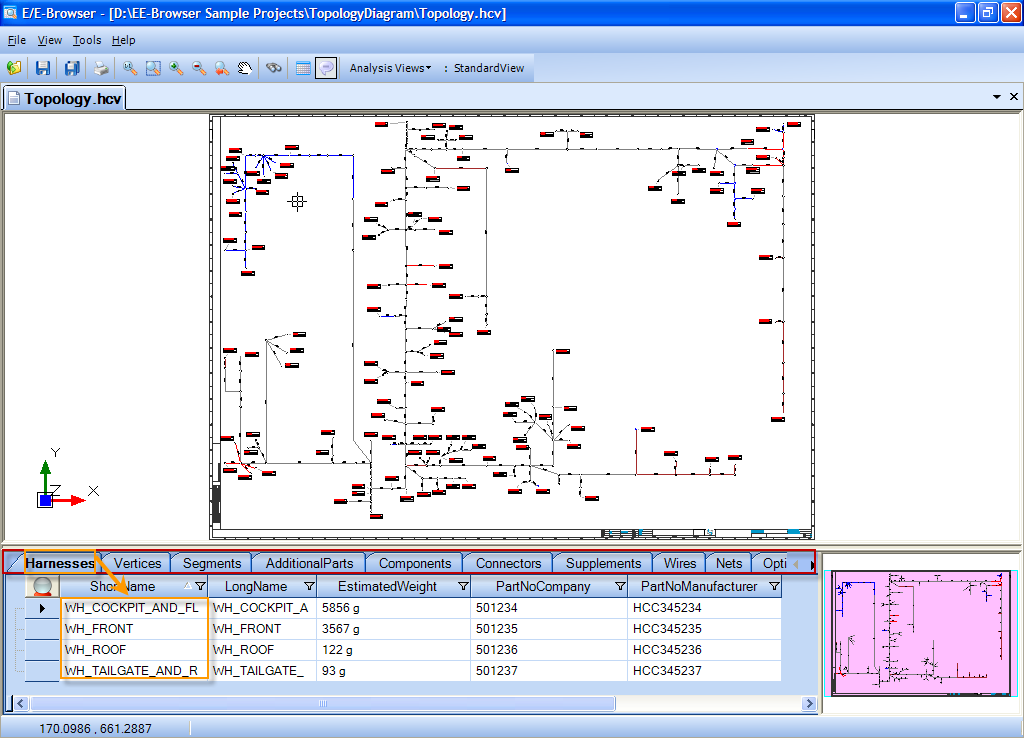 E/E-Browser - [D:\EE-Browser Sample Projects\TopologyDiagram\Topology.hcv]
File View Tools Help
Analysis Views : StandardView
Topology.hcv
Y
Z
X
Harnesses Vertices Segments AdditionalParts Components Connectors Supplements Wires Nets Opti
ShortName LongName EstimatedWeight PartNoCompany PartNoManufacturer
WH_COCKPIT_AND_FL WH_COCKPIT_A 5856 g 501234 HCC345234
WH_FRONT WH_FRONT 3567 g 501235 HCC345235
WH_ROOF WH_ROOF 122 g 501236 HCC345236
WH_TAILGATE_AND_R WH_TAILGATE_ 93 g 501237 HCC345237
170.0986 , 661.2887